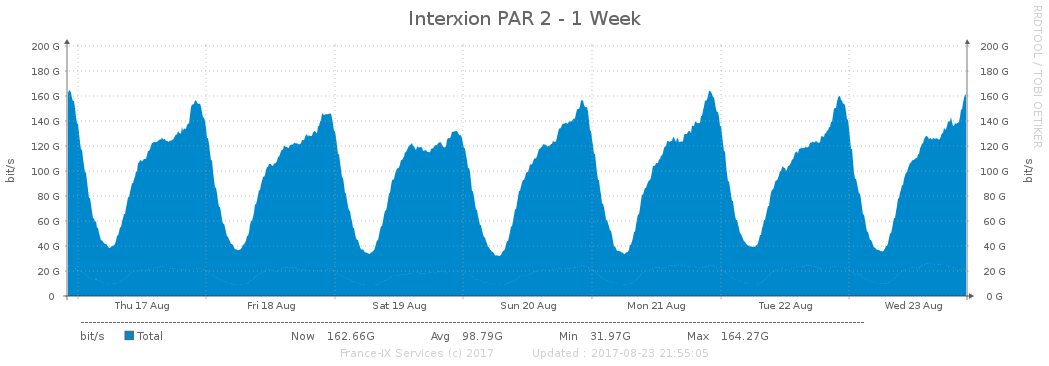 Interxion PAR 2 - 1 Week
RRDTOOL / TOBI OETIKER
200 G 200 G
180 G 180 G
160 G 160 G
140 G 140 G
120 G 120 G
100 G 100 G
80 G 80 G
60 G 60 G
40 G 40 G
20 G 20 G
0 0 G
bit/s
bit/s
Thu 17 Aug Fri 18 Aug Sat 19 Aug Sun 20 Aug Mon 21 Aug Tue 22 Aug Wed 23 Aug
bit/s Total Now 162.66G Avg 98.79G Min 31.97G Max 164.27G
France-IX Services (c) 2017 Updated : 2017-08-23 21:55:05